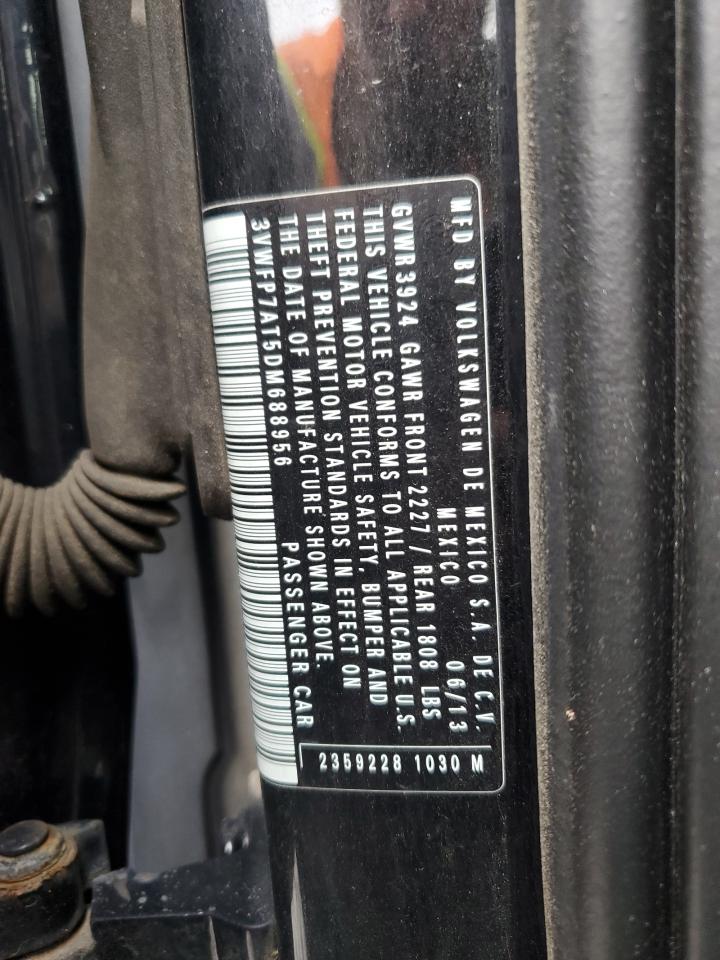 MFD BY VOLKSWAGEN DE MEXICO S.A. DE C.V.
MEXICO 06/13
GVWR 3924 GAWR FRONT 2227 / REAR 1808 LBS
THIS VEHICLE CONFORMS TO ALL APPLICABLE U.S.
FEDERAL MOTOR VEHICLE SAFETY, BUMPER AND
THEFT PREVENTION STANDARDS IN EFFECT ON
THE DATE OF MANUFACTURE SHOWN ABOVE.
3VWFP7AT5DM688956 PASSENGER CAR
2359228 1030 M